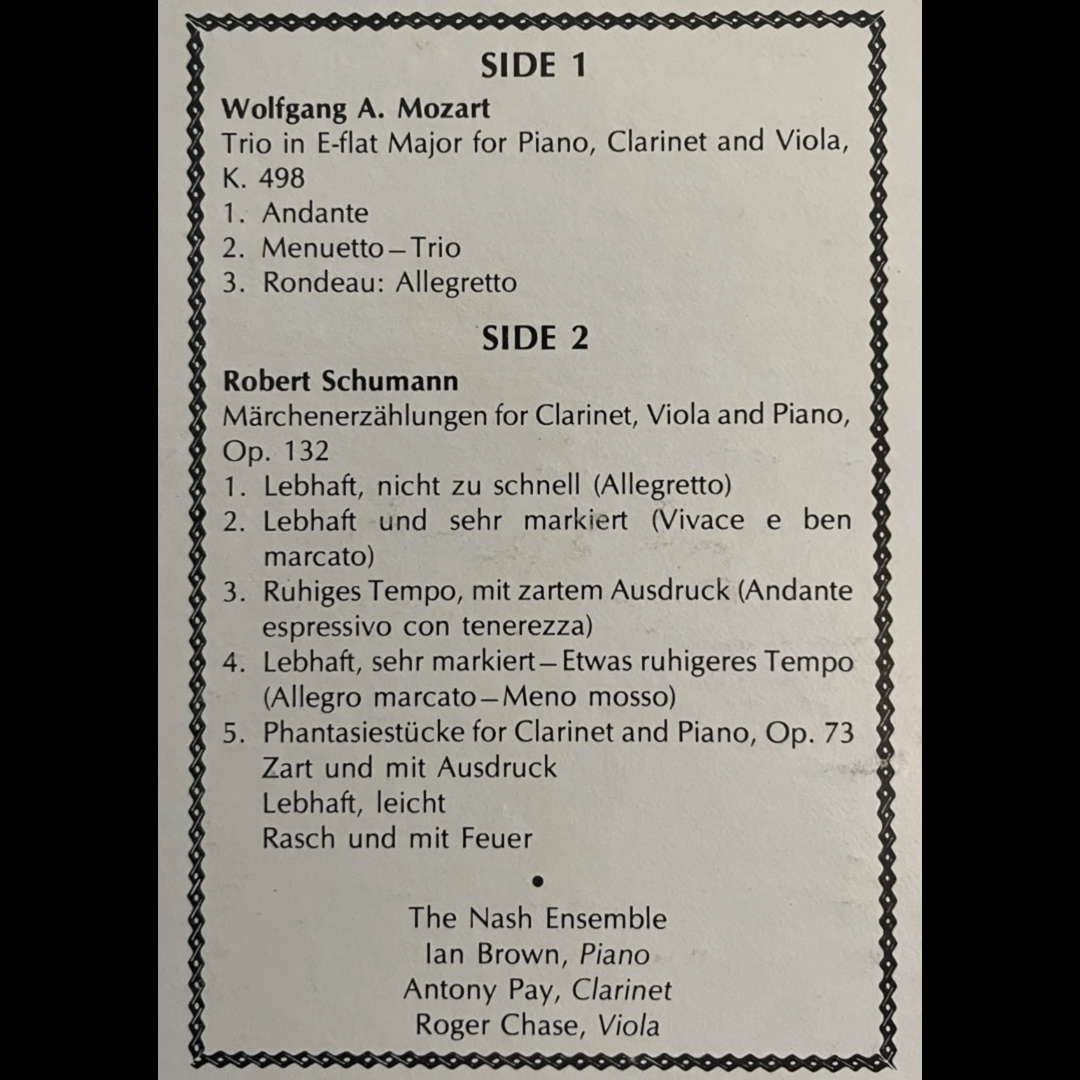 SIDE 1
Wolfgang A. Mozart
Trio in E-flat Major for Piano, Clarinet and Viola,
K. 498
1. Andante
2. Menuetto – Trio
3. Rondeau: Allegretto
SIDE 2
Robert Schumann
Märchenerzählungen for Clarinet, Viola and Piano,
Op. 132
1. Lebhaft, nicht zu schnell (Allegretto)
2. Lebhaft und sehr markiert (Vivace e ben
marcato)
3. Ruhiges Tempo, mit zartem Ausdruck (Andante
espressivo con tenerezza)
4. Lebhaft, sehr markiert – Etwas ruhigeres Tempo
(Allegro marcato – Meno mosso)
5. Phantasiestücke for Clarinet and Piano, Op. 73
Zart und mit Ausdruck
Lebhaft, leicht
Rasch und mit Feuer
•
The Nash Ensemble
Ian Brown, Piano
Antony Pay, Clarinet
Roger Chase, Viola